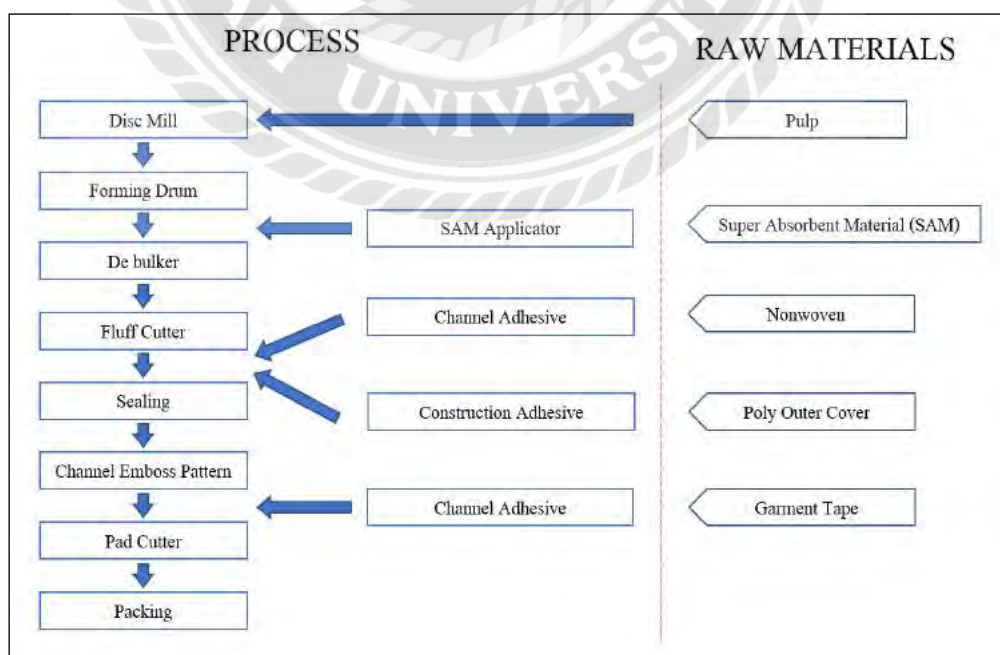 PROCESS
RAW MATERIALS
UNIVERSI
Disc Mill
Pulp
Forming Drum
SAM Applicator
Super Absorbent Material (SAM)
De bulker
Channel Adhesive
Nonwoven
Fluff Cutter
Sealing
Construction Adhesive
Poly Outer Cover
Channel Emboss Pattern
Channel Adhesive
Garment Tape
Pad Cutter
Packing